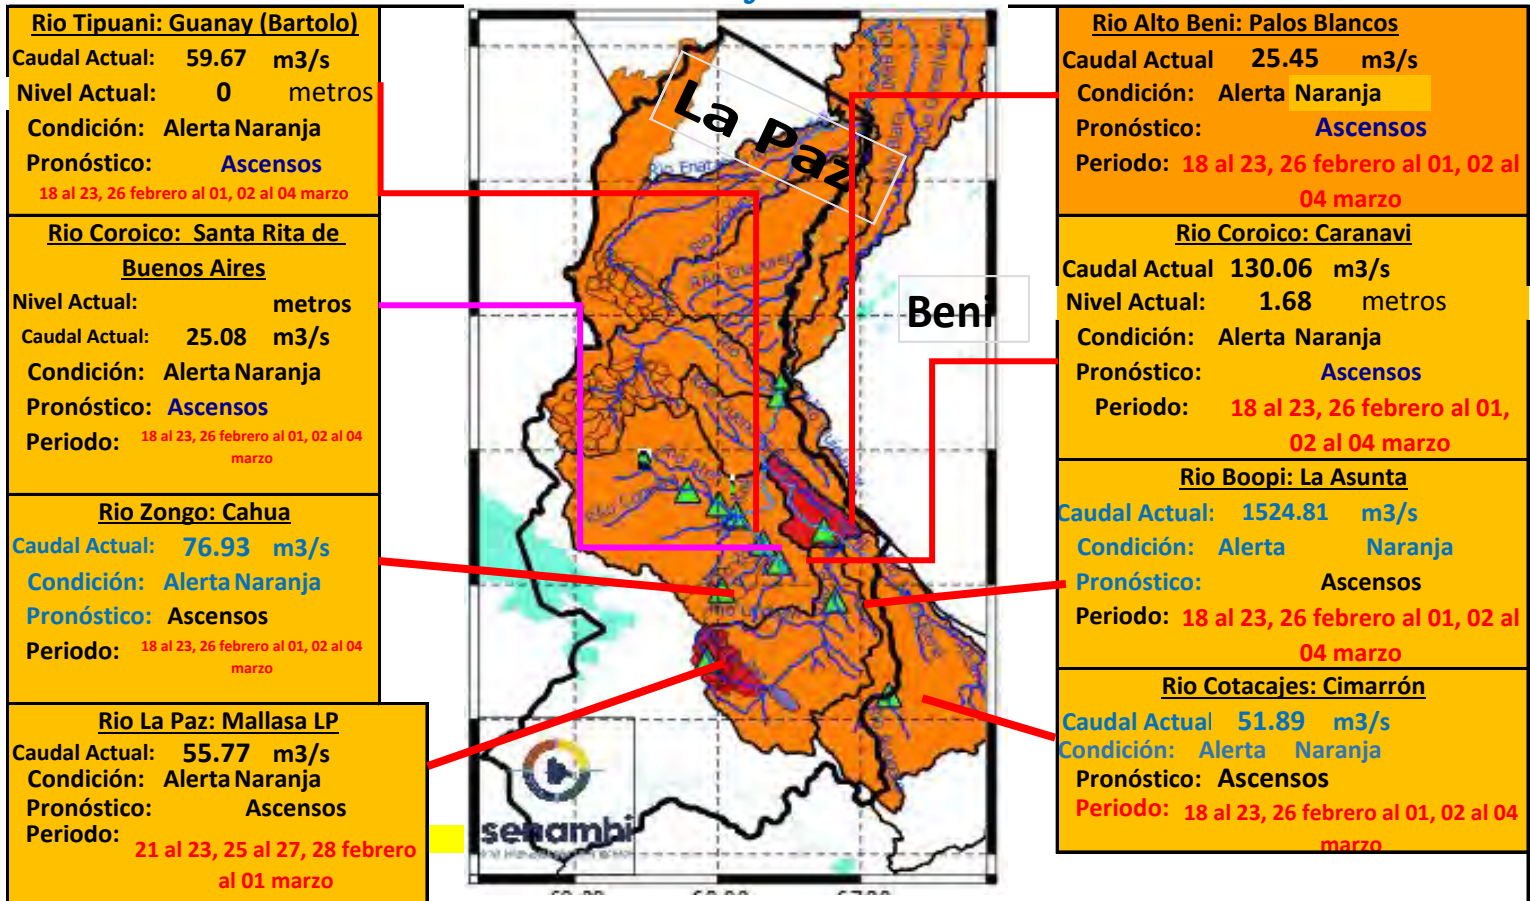 Rio Tipuani: Guanay (Bartolo)
Caudal Actual: 59.67 m3/s
Nivel Actual: 0 metros
Condición: Alerta Naranja
Pronóstico: Ascensos
18 al 23, 26 febrero al 01, 02 al 04 marzo
Rio Coroico: Santa Rita de
Buenos Aires
Nivel Actual: metros
Caudal Actual: 25.08 m3/s
Condición: Alerta Naranja
Pronóstico: Ascensos
Periodo: 18 al 23, 26 febrero al 01, 02 al 04
marzo
Rio Zongo: Cahua
Caudal Actual: 76.93 m3/s
Condición: Alerta Naranja
Pronóstico: Ascensos
Periodo: 18 al 23, 26 febrero al 01, 02 al 04
marzo
Rio La Paz: Mallasa LP
Caudal Actual: 55.77 m3/s
Condición: Alerta Naranja
Pronóstico: Ascensos
Periodo:
21 al 23, 25 al 27, 28 febrero
al 01 marzo
La Paz
Beni
Rio Enat
senambi
Rio Alto Beni: Palos Blancos
Caudal Actual 25.45 m3/s
Condición: Alerta Naranja
Pronóstico: Ascensos
Periodo: 18 al 23, 26 febrero al 01, 02 al
04 marzo
Rio Coroico: Caranavi
Caudal Actual 130.06 m3/s
Nivel Actual: 1.68 metros
Condición: Alerta Naranja
Pronóstico: Ascensos
Periodo: 18 al 23, 26 febrero al 01,
02 al 04 marzo
Rio Boopi: La Asunta
Caudal Actual: 1524.81 m3/s
Condición: Alerta Naranja
Pronóstico: Ascensos
Periodo: 18 al 23, 26 febrero al 01, 02 al
04 marzo
Rio Cotacajes: Cimarrón
Caudal Actual 51.89 m3/s
Condición: Alerta Naranja
Pronóstico: Ascensos
Periodo: 18 al 23, 26 febrero al 01, 02 al 04
marzo